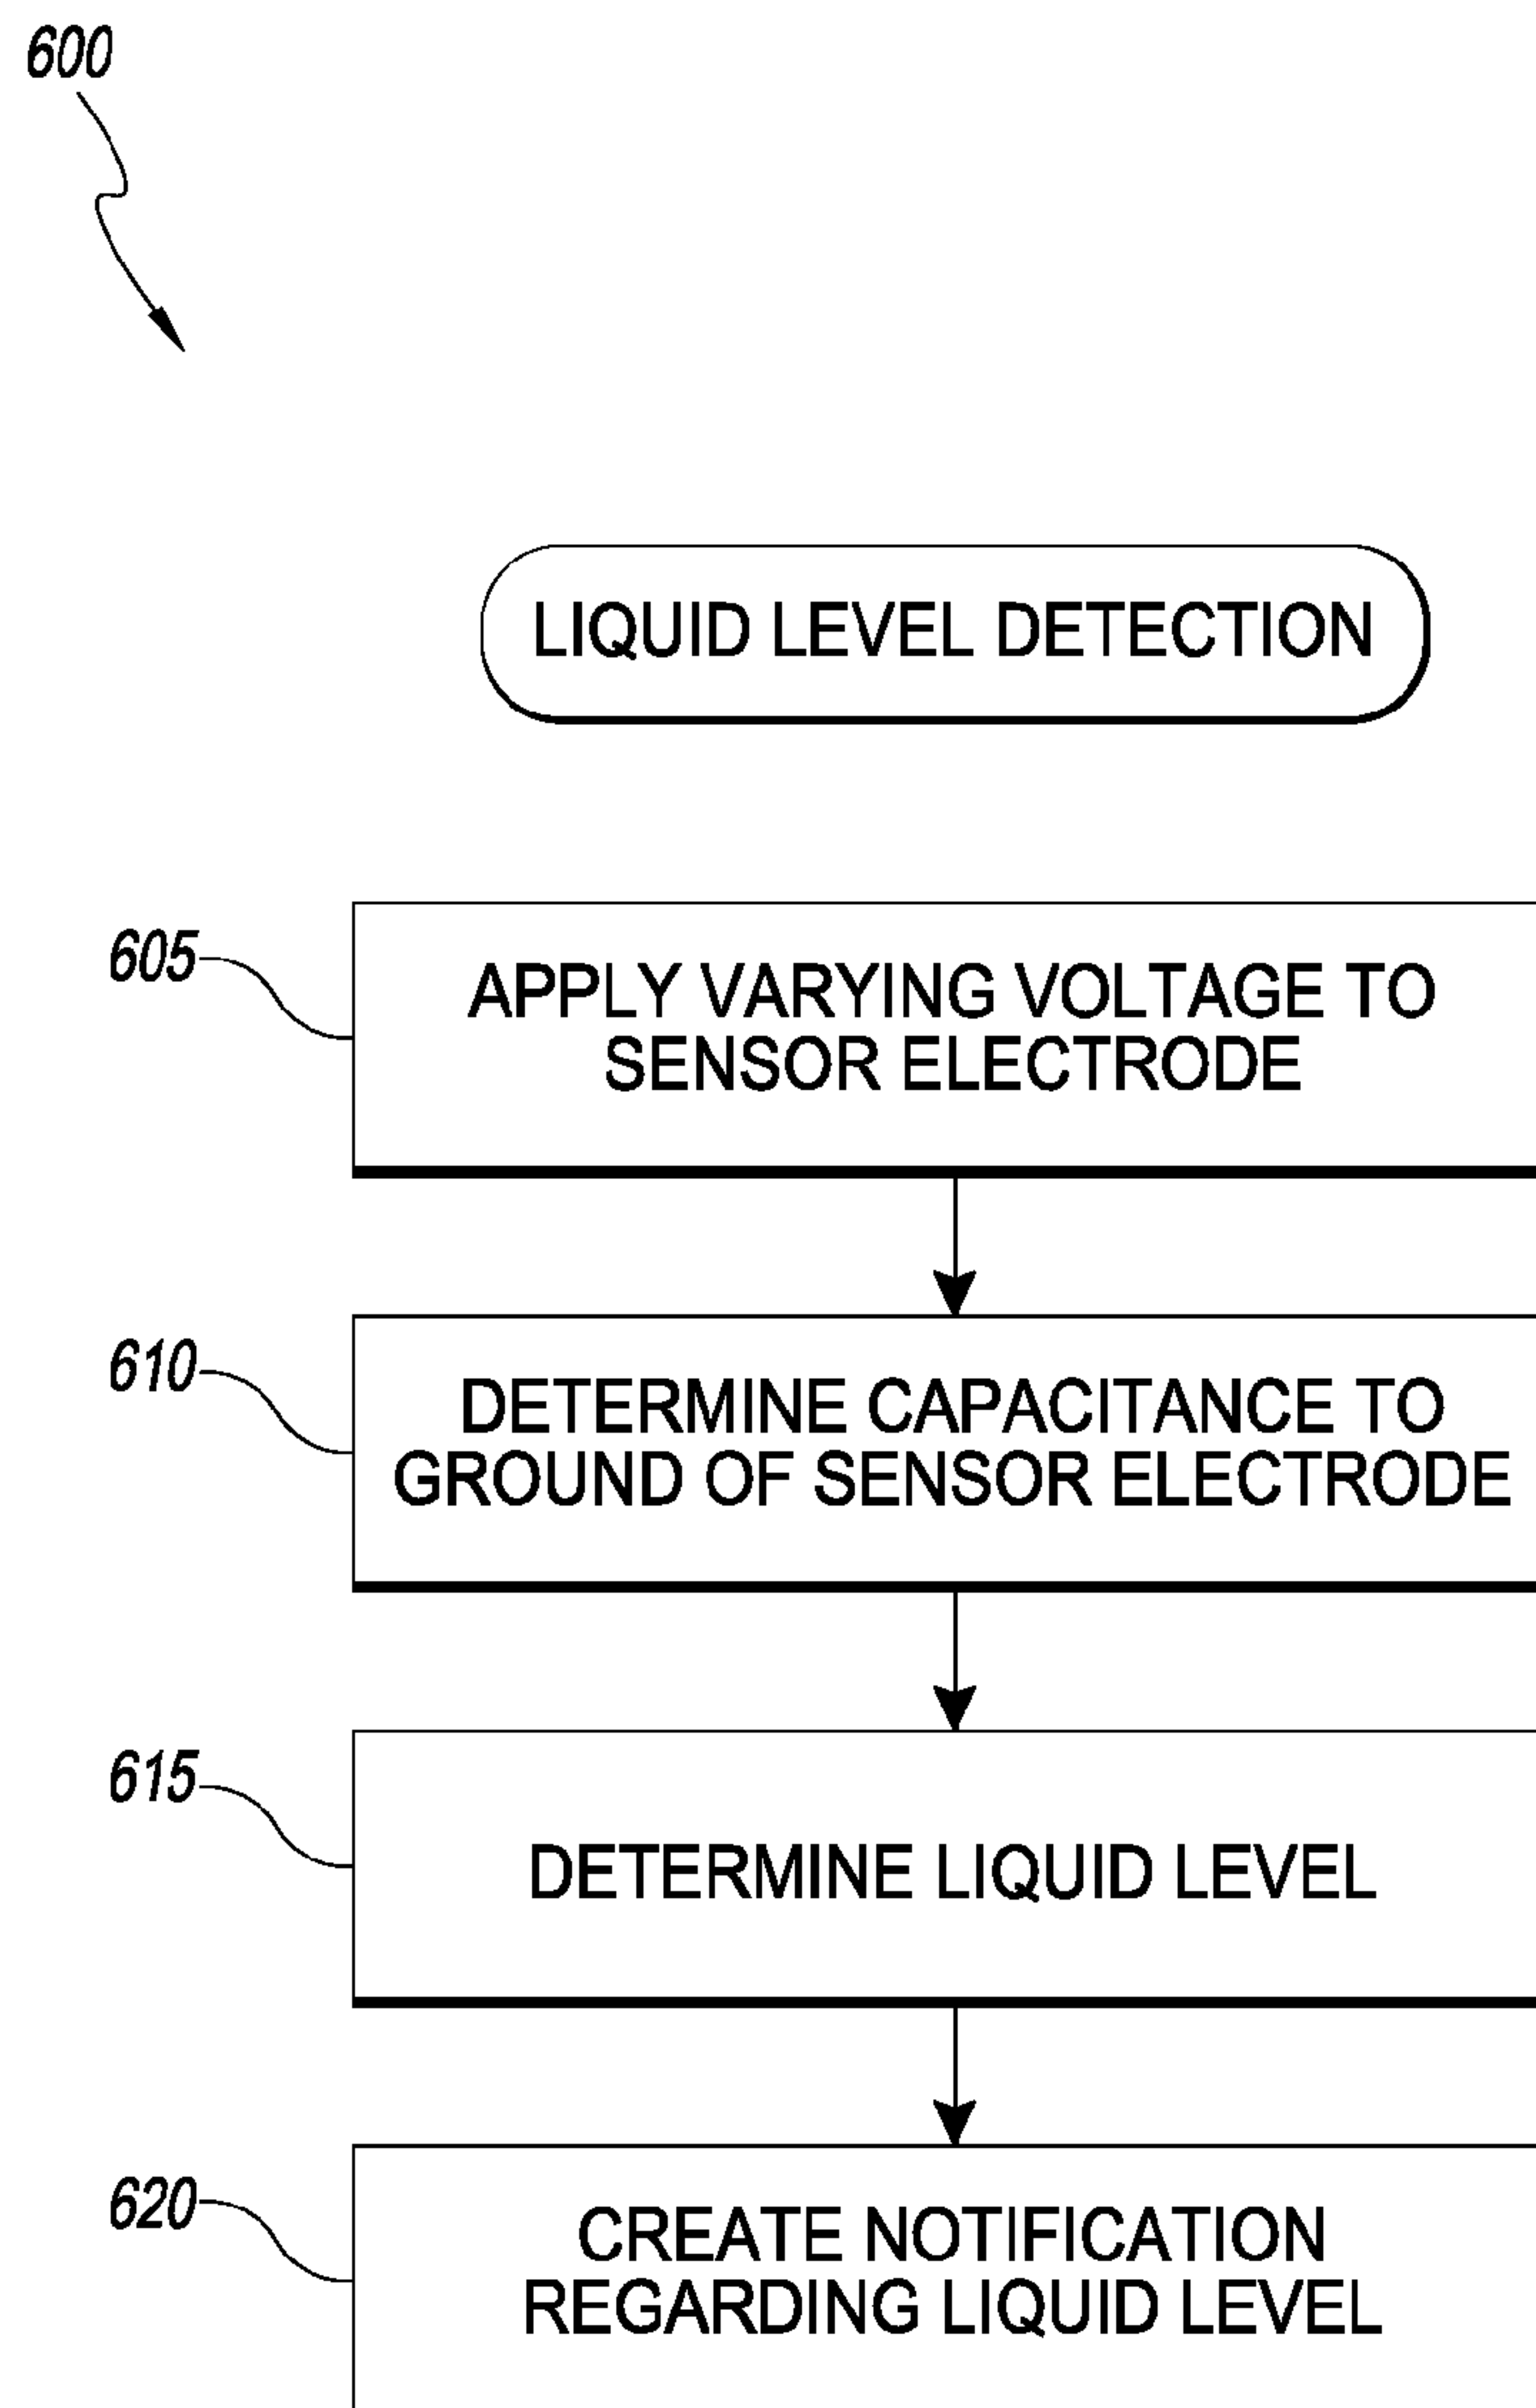 600
LIQUID LEVEL DETECTION
605
APPLY VARYING VOLTAGE TO
SENSOR ELECTRODE
610
DETERMINE CAPACITANCE TO
GROUND OF SENSOR ELECTRODE
615
DETERMINE LIQUID LEVEL
620
CREATE NOTIFICATION
REGARDING LIQUID LEVEL